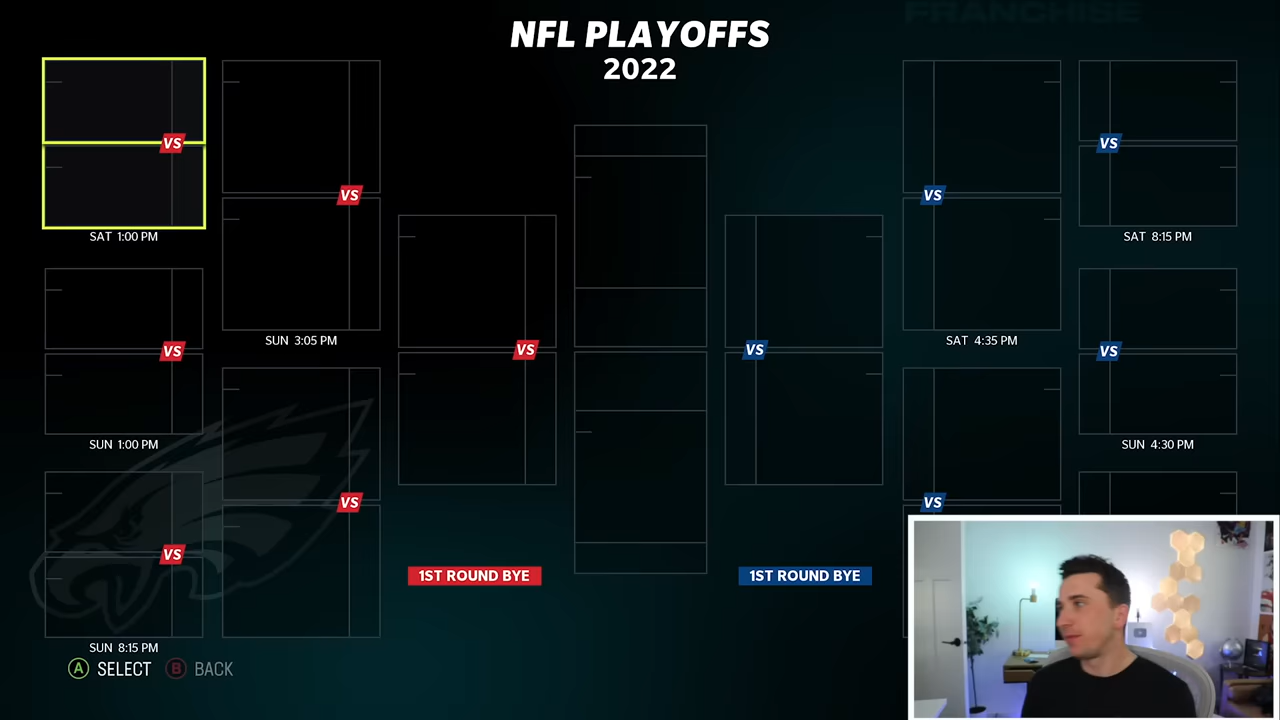 FRANCHISE
NFL PLAYOFFS
2022
VS
SAT 1:00 PM
VS
SUN 1:00 PM
VS
SUN 8:15 PM
VS
SUN 3:05 PM
VS
VS
1ST ROUND BYE
VS
1ST ROUND BYE
VS
SAT 4:35 PM
VS
VS
SAT 8:15 PM
VS
SUN 4:30 PM
A SELECT B BACK